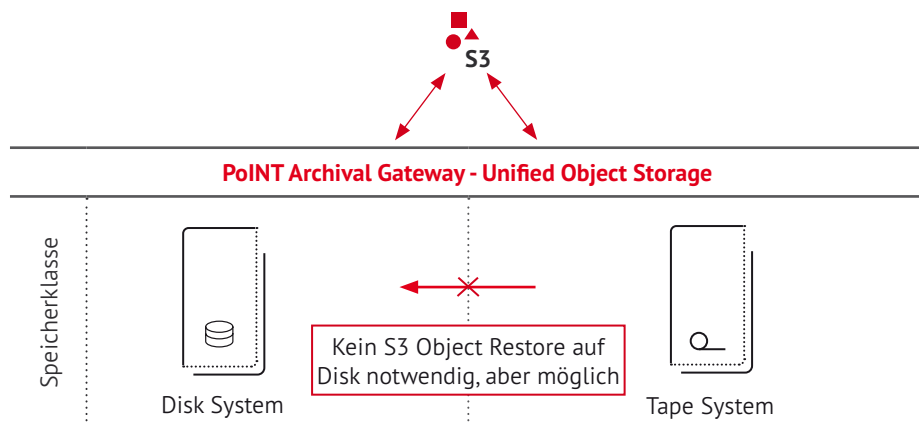 S3
PoINT Archival Gateway - Unified Object Storage
Speicherklasse
Kein S3 Object Restore auf
Disk notwendig, aber möglich
Disk System
Tape System